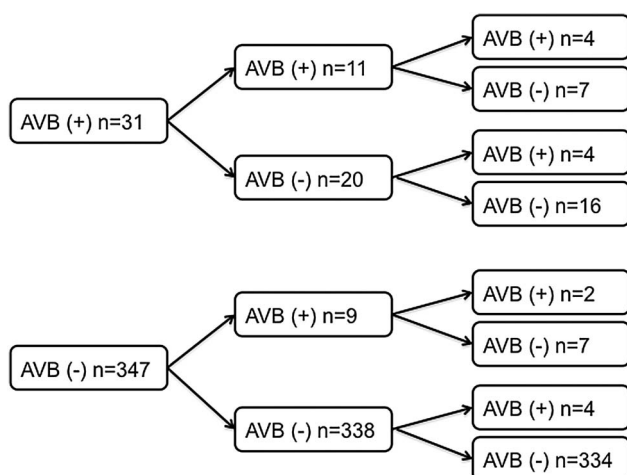 AVB (+) n=31
AVB (+) n=11
AVB (+) n=4
AVB (-) n=7
AVB (-) n=20
AVB (+) n=4
AVB (-) n=16
AVB (-) n=347
AVB (+) n=9
AVB (+) n=2
AVB (-) n=7
AVB (-) n=338
AVB (+) n=4
AVB (-) n=334